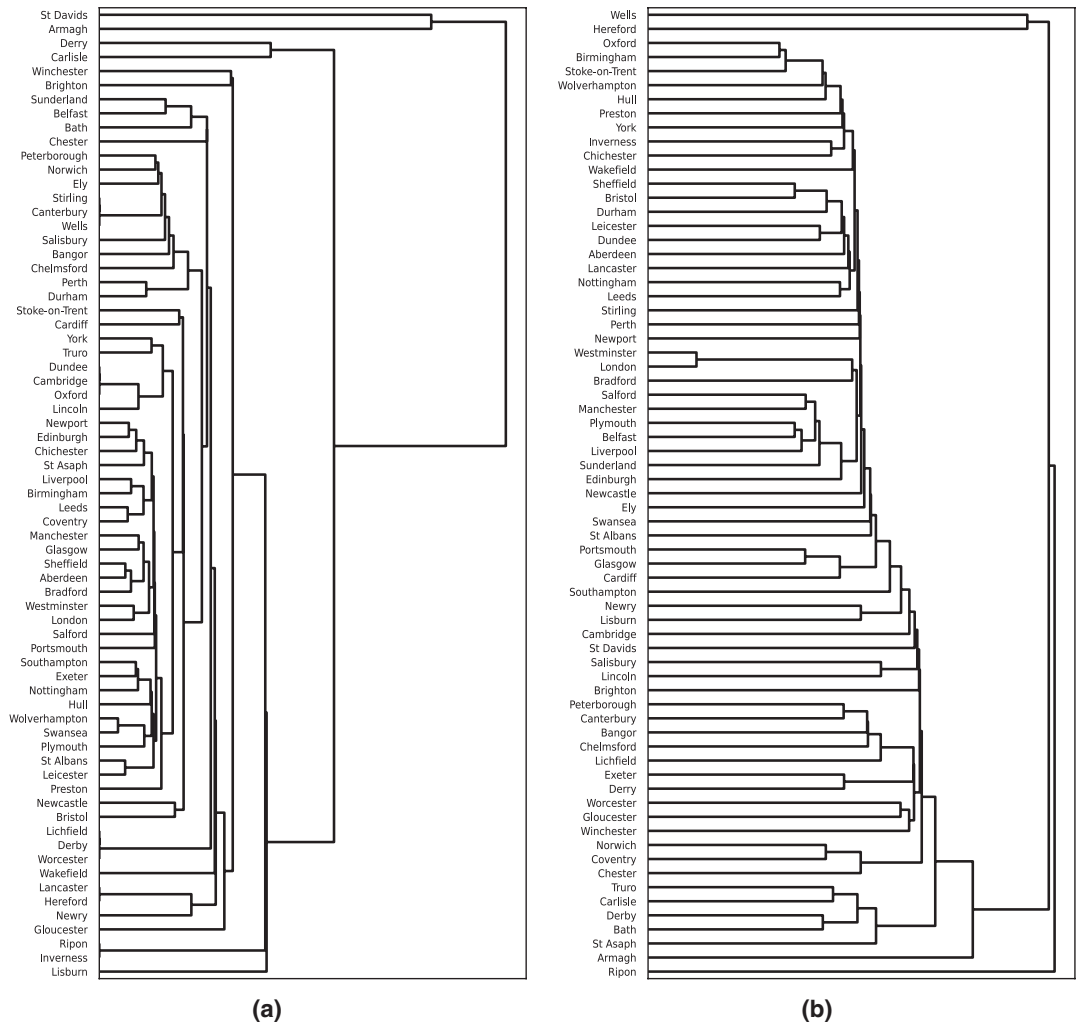 St Davids
Armagh
Derry
Carlisle
Winchester
Brighton
Sunderland
Belfast
Bath
Chester
Peterborough
Norwich
Ely
Stirling
Canterbury
Wells
Salisbury
Bangor
Chelmsford
Perth
Durham
Stoke-on-Trent
Cardiff
York
Truro
Dundee
Cambridge
Oxford
Lincoln
Newport
Edinburgh
Chichester
St Asaph
Liverpool
Birmingham
Leeds
Coventry
Manchester
Glasgow
Sheffield
Aberdeen
Bradford
Westminster
London
Salford
Portsmouth
Southampton
Exeter
Nottingham
Hull
Wolverhampton
Swansea
Plymouth
St Albans
Leicester
Preston
Newcastle
Bristol
Lichfield
Derby
Worcester
Wakefield
Lancaster
Hereford
Newry
Gloucester
Ripon
Inverness
Lisburn
(a)
Wells
Hereford
Oxford
Birmingham
Stoke-on-Trent
Wolverhampton
Hull
Preston
York
Inverness
Chichester
Wakefield
Sheffield
Bristol
Durham
Leicester
Dundee
Aberdeen
Lancaster
Nottingham
Leeds
Stirling
Perth
Newport
Westminster
London
Bradford
Salford
Manchester
Plymouth
Belfast
Liverpool
Sunderland
Edinburgh
Newcastle
Ely
Swansea
St Albans
Portsmouth
Glasgow
Cardiff
Southampton
Newry
Lisburn
Cambridge
St Davids
Salisbury
Lincoln
Brighton
Peterborough
Canterbury
Bangor
Chelmsford
Lichfield
Exeter
Derry
Worcester
Gloucester
Winchester
Norwich
Coventry
Chester
Truro
Carlisle
Derby
Bath
St Asaph
Armagh
Ripon
(b)